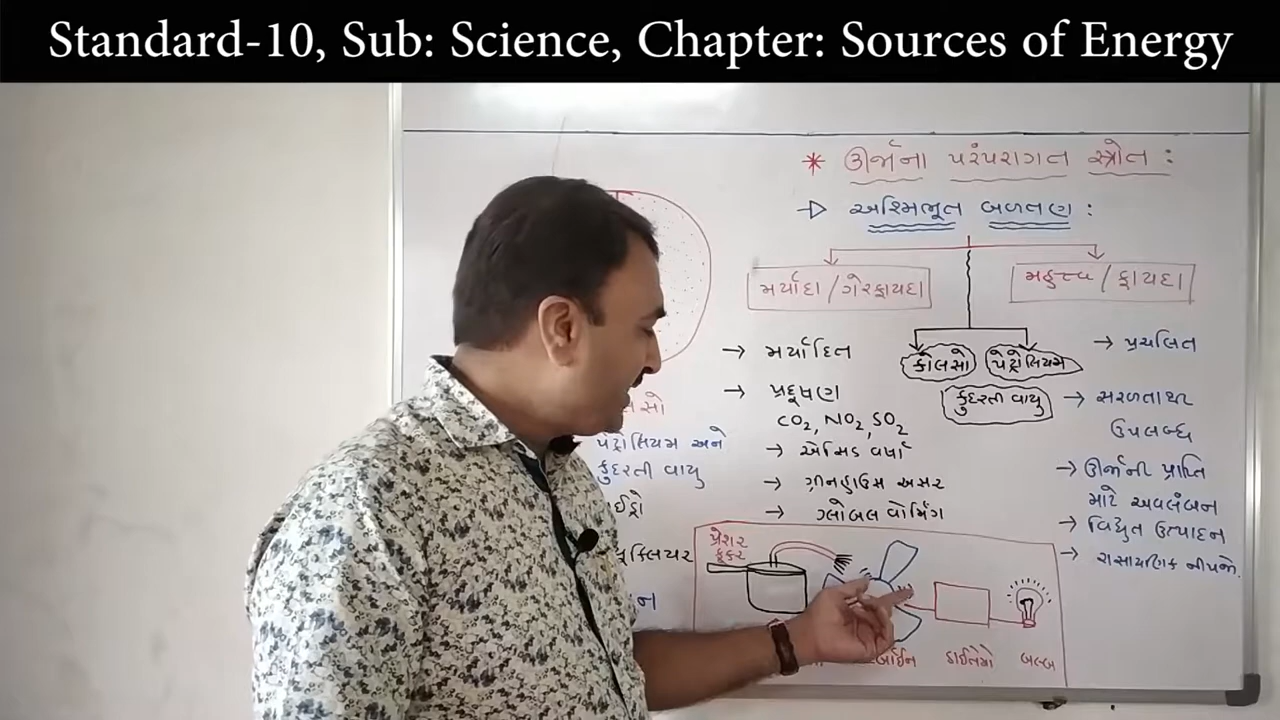 Standard-10, Sub: Science, Chapter: Sources of Energy
* ઊર્જાના પરંપરાગત સ્ત્રોત :
અશ્મિભૂત બળતણ :
મર્યાદા / ગેરફાયદા
મહત્ત્વ / ફાયદા
કોલસો
પેટ્રોલિયમ
કુદરતી વાયુ
→ મર્યાદિત
→ પ્રદૂષણ
CO2, NO2, SO2
→ એસિડ વર્ષા
→ ગ્રીનહાઉસ અસર
→ ગ્લોબલ વોર્મિંગ
→ પ્રચલિત
→ સરળતાથી
ઉપલબ્ધ
→ ઊર્જાની પ્રાપ્તિ
માટે અવલંબન
→ વિદ્યુત ઉત્પાદન
→ રાસાયણિક નીપજો.
પેટ્રોલિયમ અને
કુદરતી વાયુ
પ્રેશર
કૂકર
ડાઈનેમો
બલ્બ